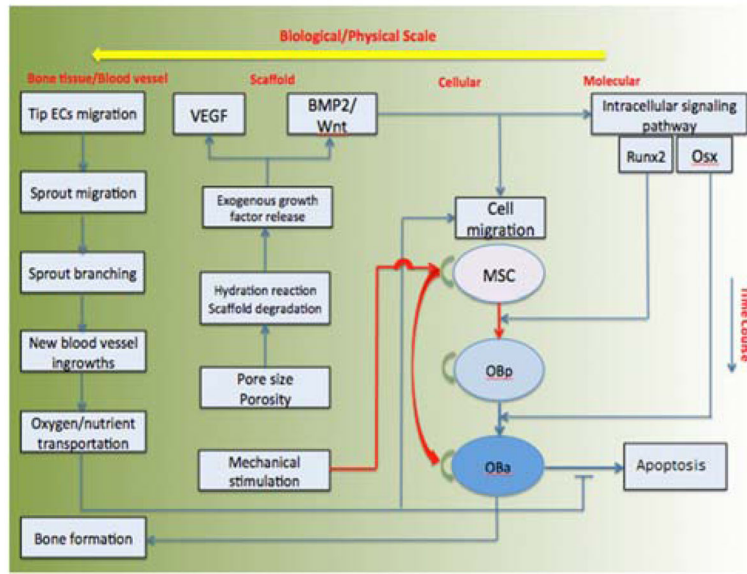 Biological/Physical Scale
Bone tissue/Blood vessel
Scaffold
Cellular
Molecular
Tip ECs migration
VEGF
BMP2/
Wnt
Intracellular signaling
pathway
Runx2
Osx
Sprout migration
Exogenous growth
factor release
Cell
migration
Sprout branching
Hydration reaction
Scaffold degradation
MSC
Time Course
New blood vessel
ingrowths
Pore size
Porosity
OBp
Oxygen/nutrient
transportation
Mechanical
stimulation
OBa
Apoptosis
Bone formation